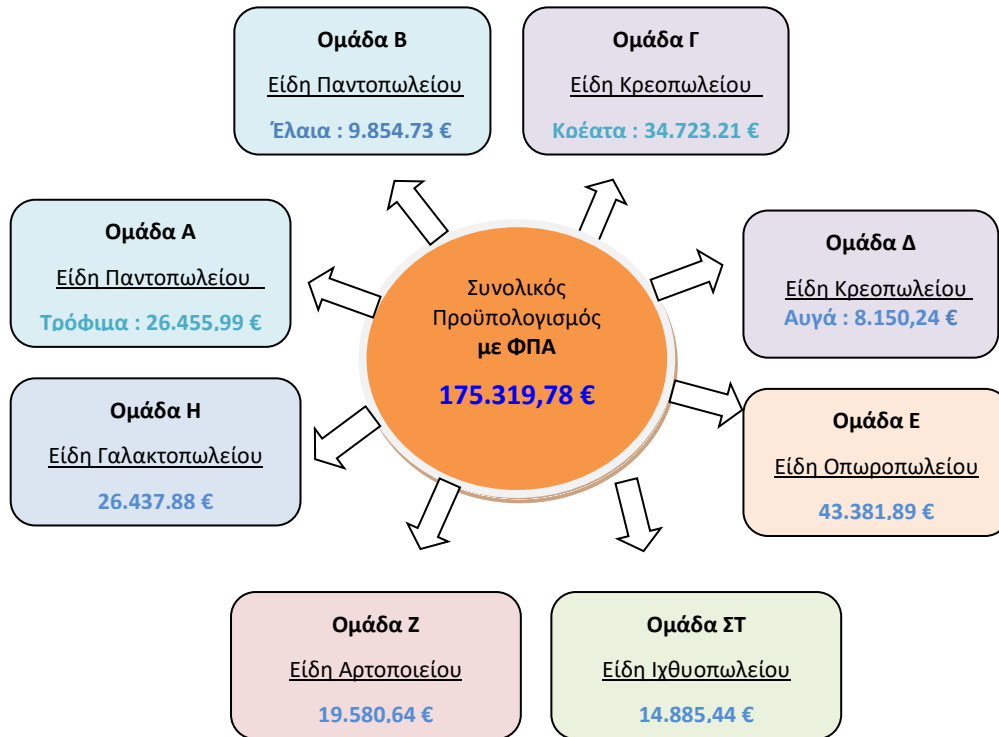 Ομάδα Β
Είδη Παντοπωλείου
Έλαια : 9.854,73 €
Ομάδα Γ
Είδη Κρεοπωλείου
Κρέατα : 34.723,21 €
Ομάδα Α
Είδη Παντοπωλείου
Τρόφιμα : 26.455,99 €
Συνολικός
Προϋπολογισμός
με ΦΠΑ
175.319,78 €
Ομάδα Δ
Είδη Κρεοπωλείου
Αυγά : 8.150,24 €
Ομάδα Η
Είδη Γαλακτοπωλείου
26.437,88 €
Ομάδα Ε
Είδη Οπωροπωλείου
43.381,89 €
Ομάδα Ζ
Είδη Αρτοποιείου
19.580,64 €
Ομάδα ΣΤ
Είδη Ιχθυοπωλείου
14.885,44 €